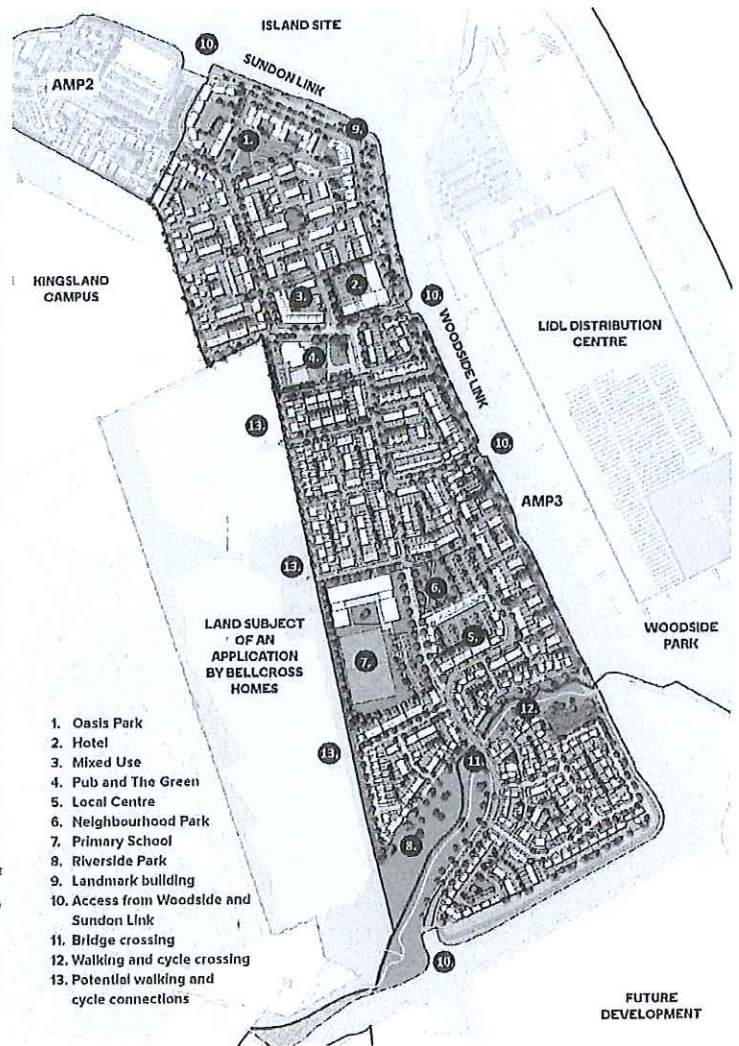 ISLAND SITE
10.
SUNDON LINK
AMP2
9.
1.
KINGSLAND
CAMPUS
2.
3.
10.
WOODSIDE LINK
LIDL DISTRIBUTION
CENTRE
4.
13.
10.
AMP3
13.
6.
LAND SUBJECT
OF AN
APPLICATION
BY BELLCROSS
HOMES
5.
WOODSIDE
PARK
7.
12.
13.
11.
8.
10.
FUTURE
DEVELOPMENT
1. Oasis Park
2. Hotel
3. Mixed Use
4. Pub and The Green
5. Local Centre
6. Neighbourhood Park
7. Primary School
8. Riverside Park
9. Landmark building
10. Access from Woodside and
Sundon Link
11. Bridge crossing
12. Walking and cycle crossing
13. Potential walking and
cycle connections